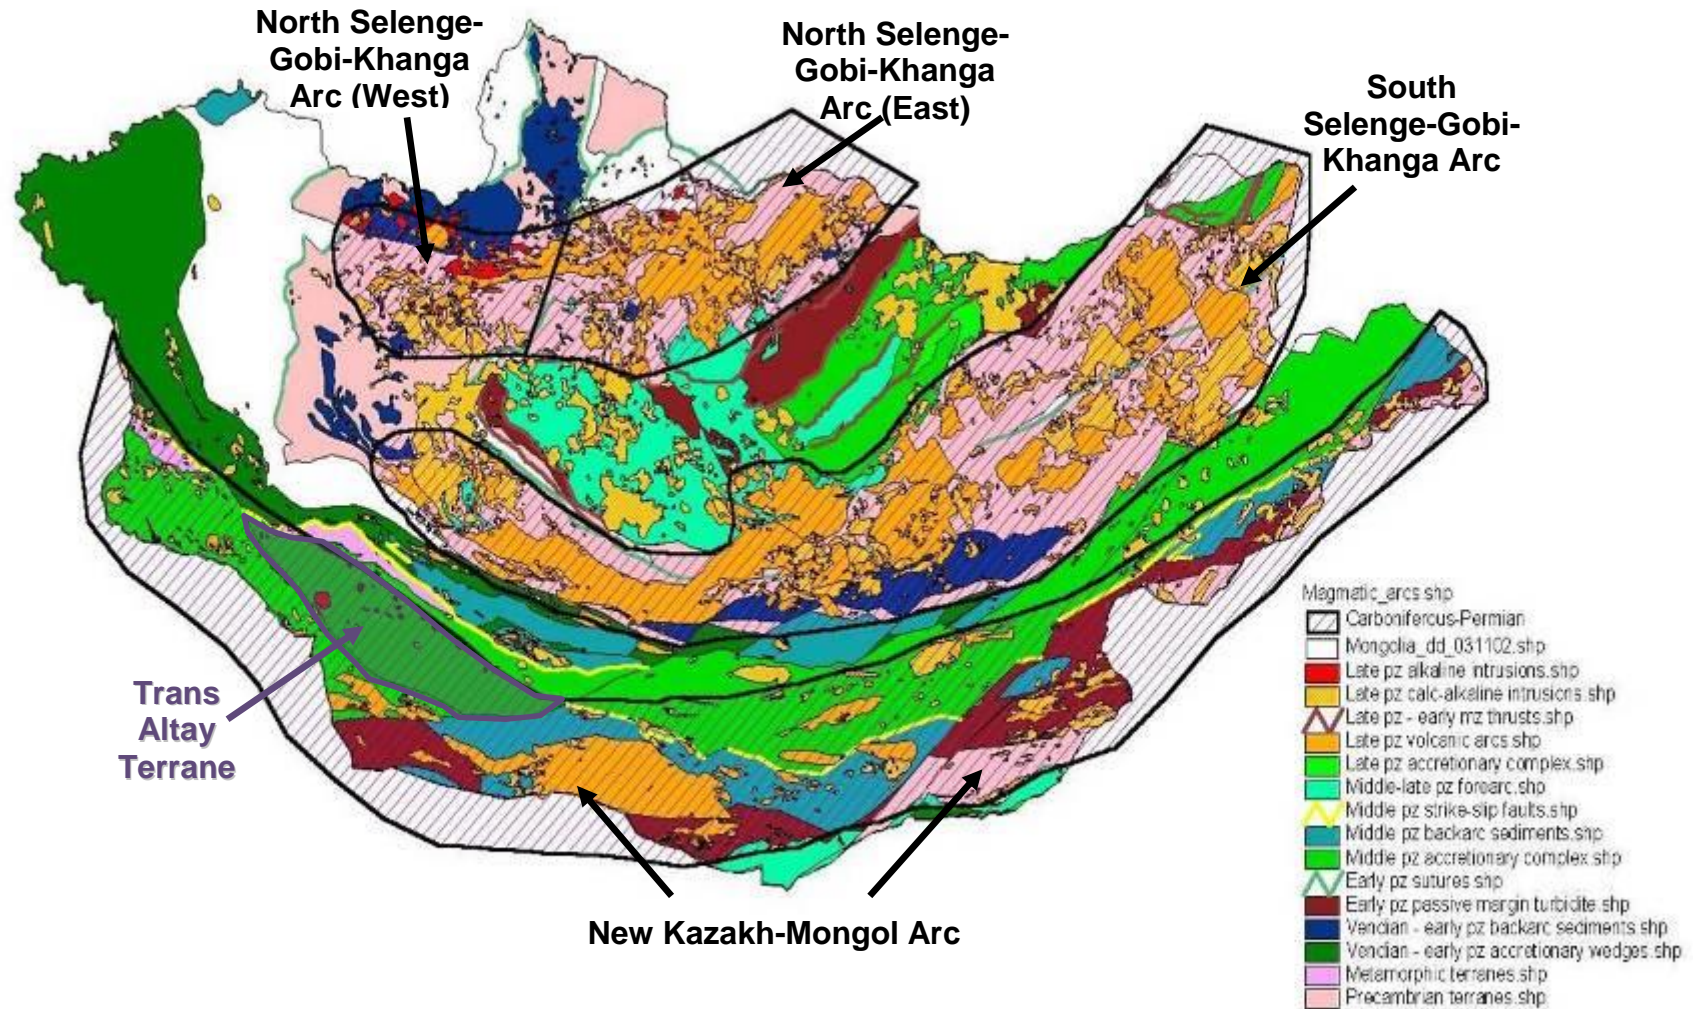 North Selenge-
Gobi-Khanga
Arc (West)
North Selenge-
Gobi-Khanga
Arc (East)
South
Selenge-Gobi-
Khanga Arc
Trans
Altay
Terrane
New Kazakh-Mongol Arc
Magmatic_arcs.shp
Carboniferous-Permian
Mongolia_dd_031102.shp
Late pz alkaline intrusions.shp
Late pz calc-alkaline intrusions.shp
Late pz - early mz thrusts.shp
Late pz volcanic arcs.shp
Late pz accretionary complex.shp
Middle-late pz forearc.shp
Middle pz strike-slip faults.shp
Middle pz backarc sediments.shp
Middle pz accretionary complex.shp
Early pz sutures.shp
Early pz passive margin turbidite.shp
Vendian - early pz backarc sediments.shp
Vendian - early pz accretionary wedges.shp
Metamorphic terranes.shp
Precambrian terranes.shp